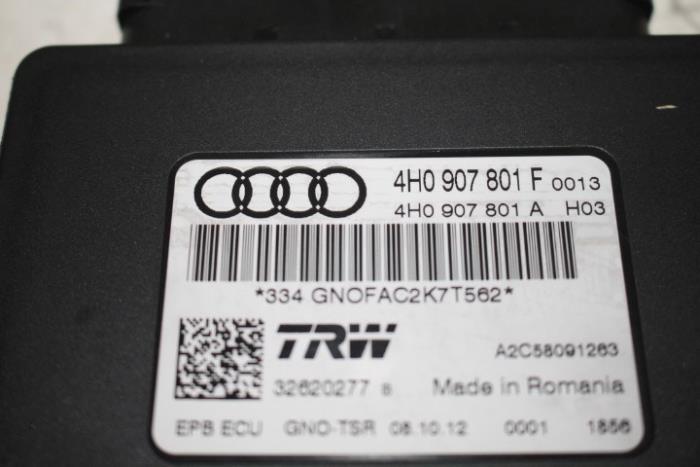 4H0 907 801 F 0013
4H0 907 801 A H03
*334 GNOFAC2K7T562*
TRW
A2C58091263
32620277 B Made in Romania
EPB ECU GNO-TSR 08.10.12 0001 1856